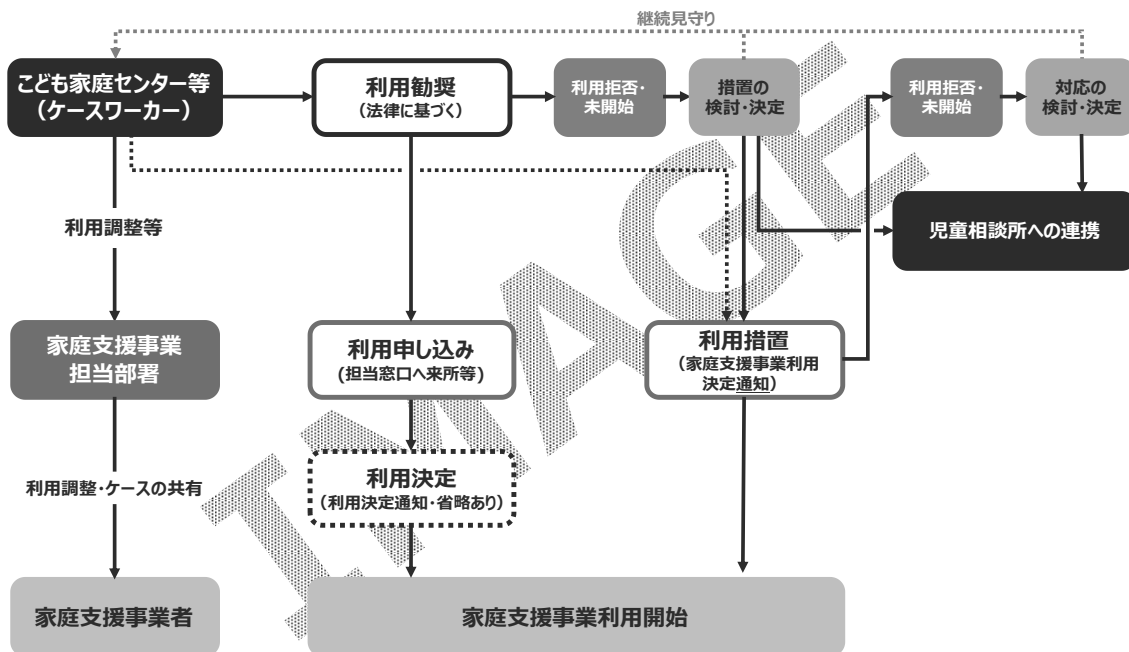 継続見守り
こども家庭センター等
（ケースワーカー）
利用勧奨
（法律に基づく）
利用拒否・
未開始
措置の
検討・決定
利用拒否・
未開始
対応の
検討・決定
利用調整等
児童相談所への連携
家庭支援事業
担当部署
利用申し込み
（担当窓口へ来所等）
利用措置
（家庭支援事業利用
決定通知）
利用決定
（利用決定通知・省略あり）
利用調整・ケースの共有
家庭支援事業者
家庭支援事業利用開始
IMAGE